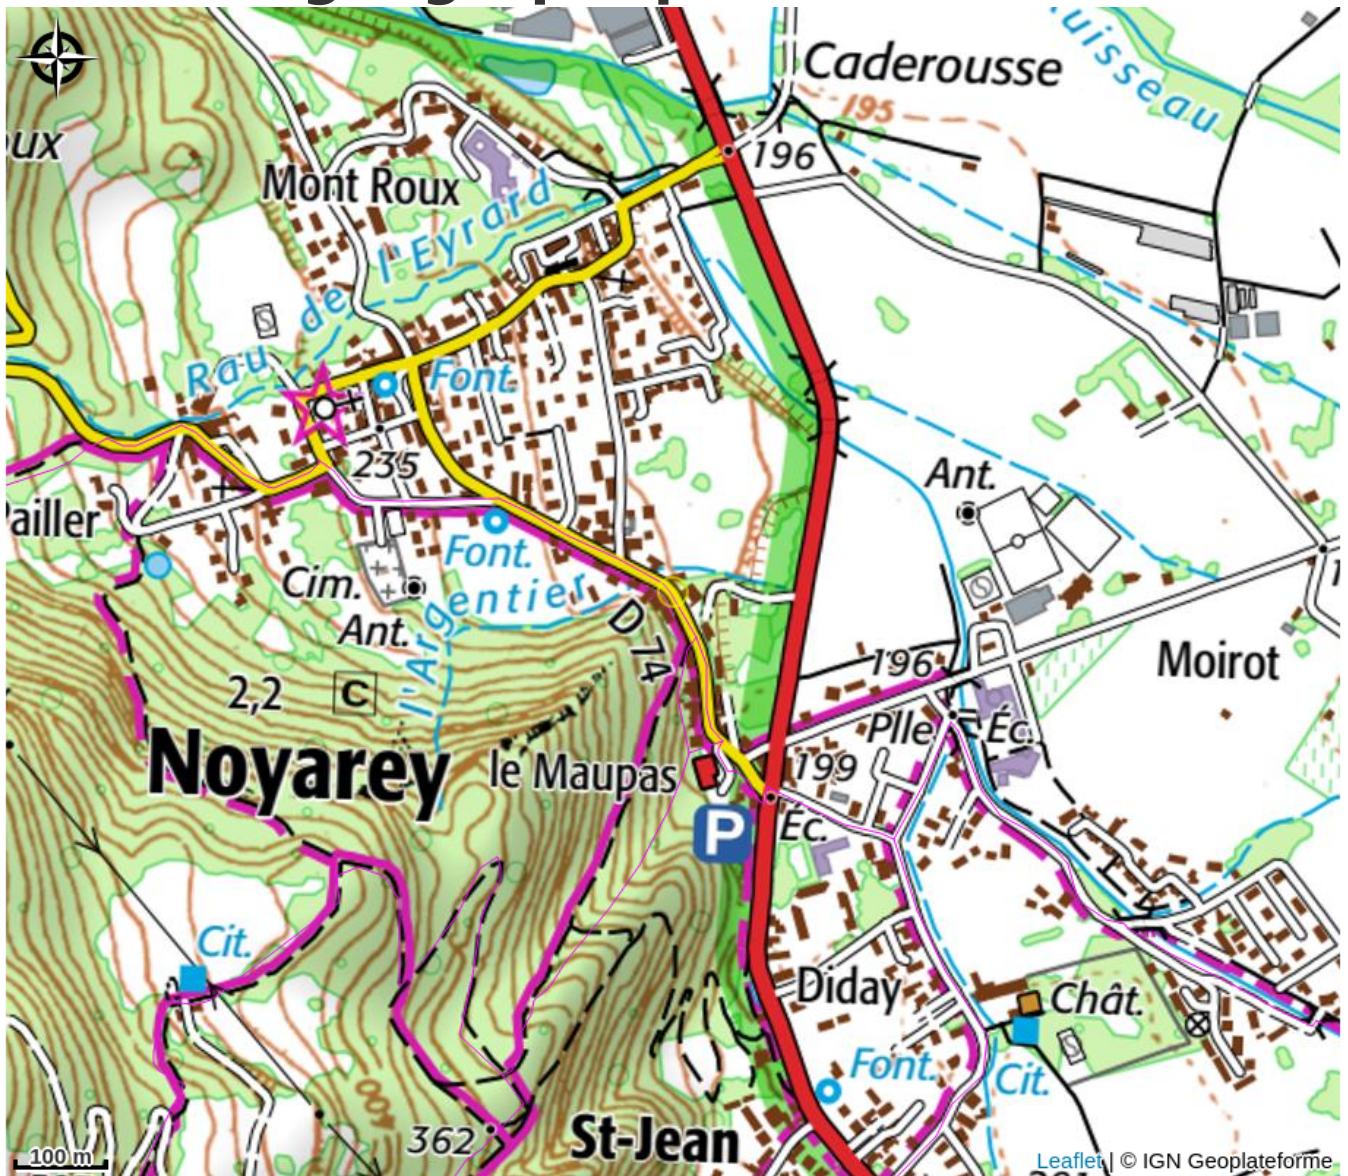 Caderousse
195
uisseau
196
oux
Mont Roux
Rau de l'Eyrard
Font.
235
Ant.
ailler
Font.
Cim.
Ant.
l'Argentier
D 74
196
Moirot
2,2
C
Plle
Éc.
Noyarey
le Maupas
199
P
Éc.
Cit.
Diday
Chât.
Font.
Cit.
400
362
St-Jean
100 m
Leaflet | © IGN Geoplateforme